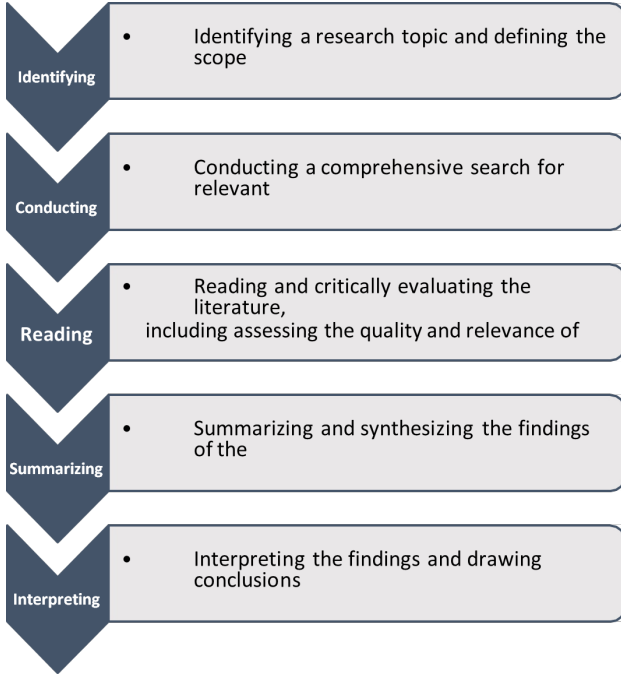 Identifying
• Identifying a research topic and defining the
scope
Conducting
• Conducting a comprehensive search for
relevant
Reading
• Reading and critically evaluating the
literature,
including assessing the quality and relevance of
Summarizing
• Summarizing and synthesizing the findings
of the
Interpreting
• Interpreting the findings and drawing
conclusions